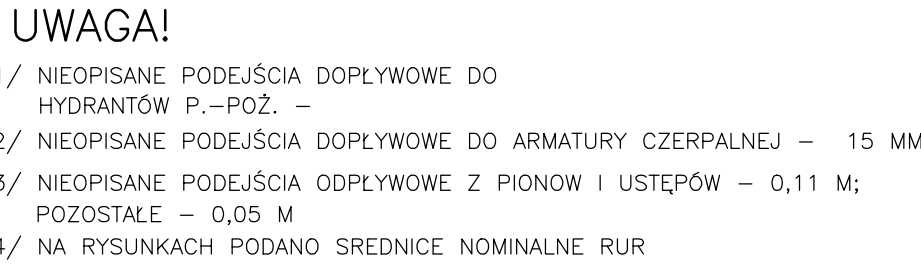 UWAGA!
1/ NIEOPISANE PODEJŚCIA DOPŁYWOWE DO
HYDRANTÓW P.–POŻ. –
2/ NIEOPISANE PODEJŚCIA DOPŁYWOWE DO ARMATURY CZERPALNEJ – 15 MM
3/ NIEOPISANE PODEJŚCIA ODPŁYWOWE Z PIONOW I USTĘPÓW – 0,11 M;
POZOSTAŁE – 0,05 M
4/ NA RYSUNKACH PODANO SREDNICE NOMINALNE RUR